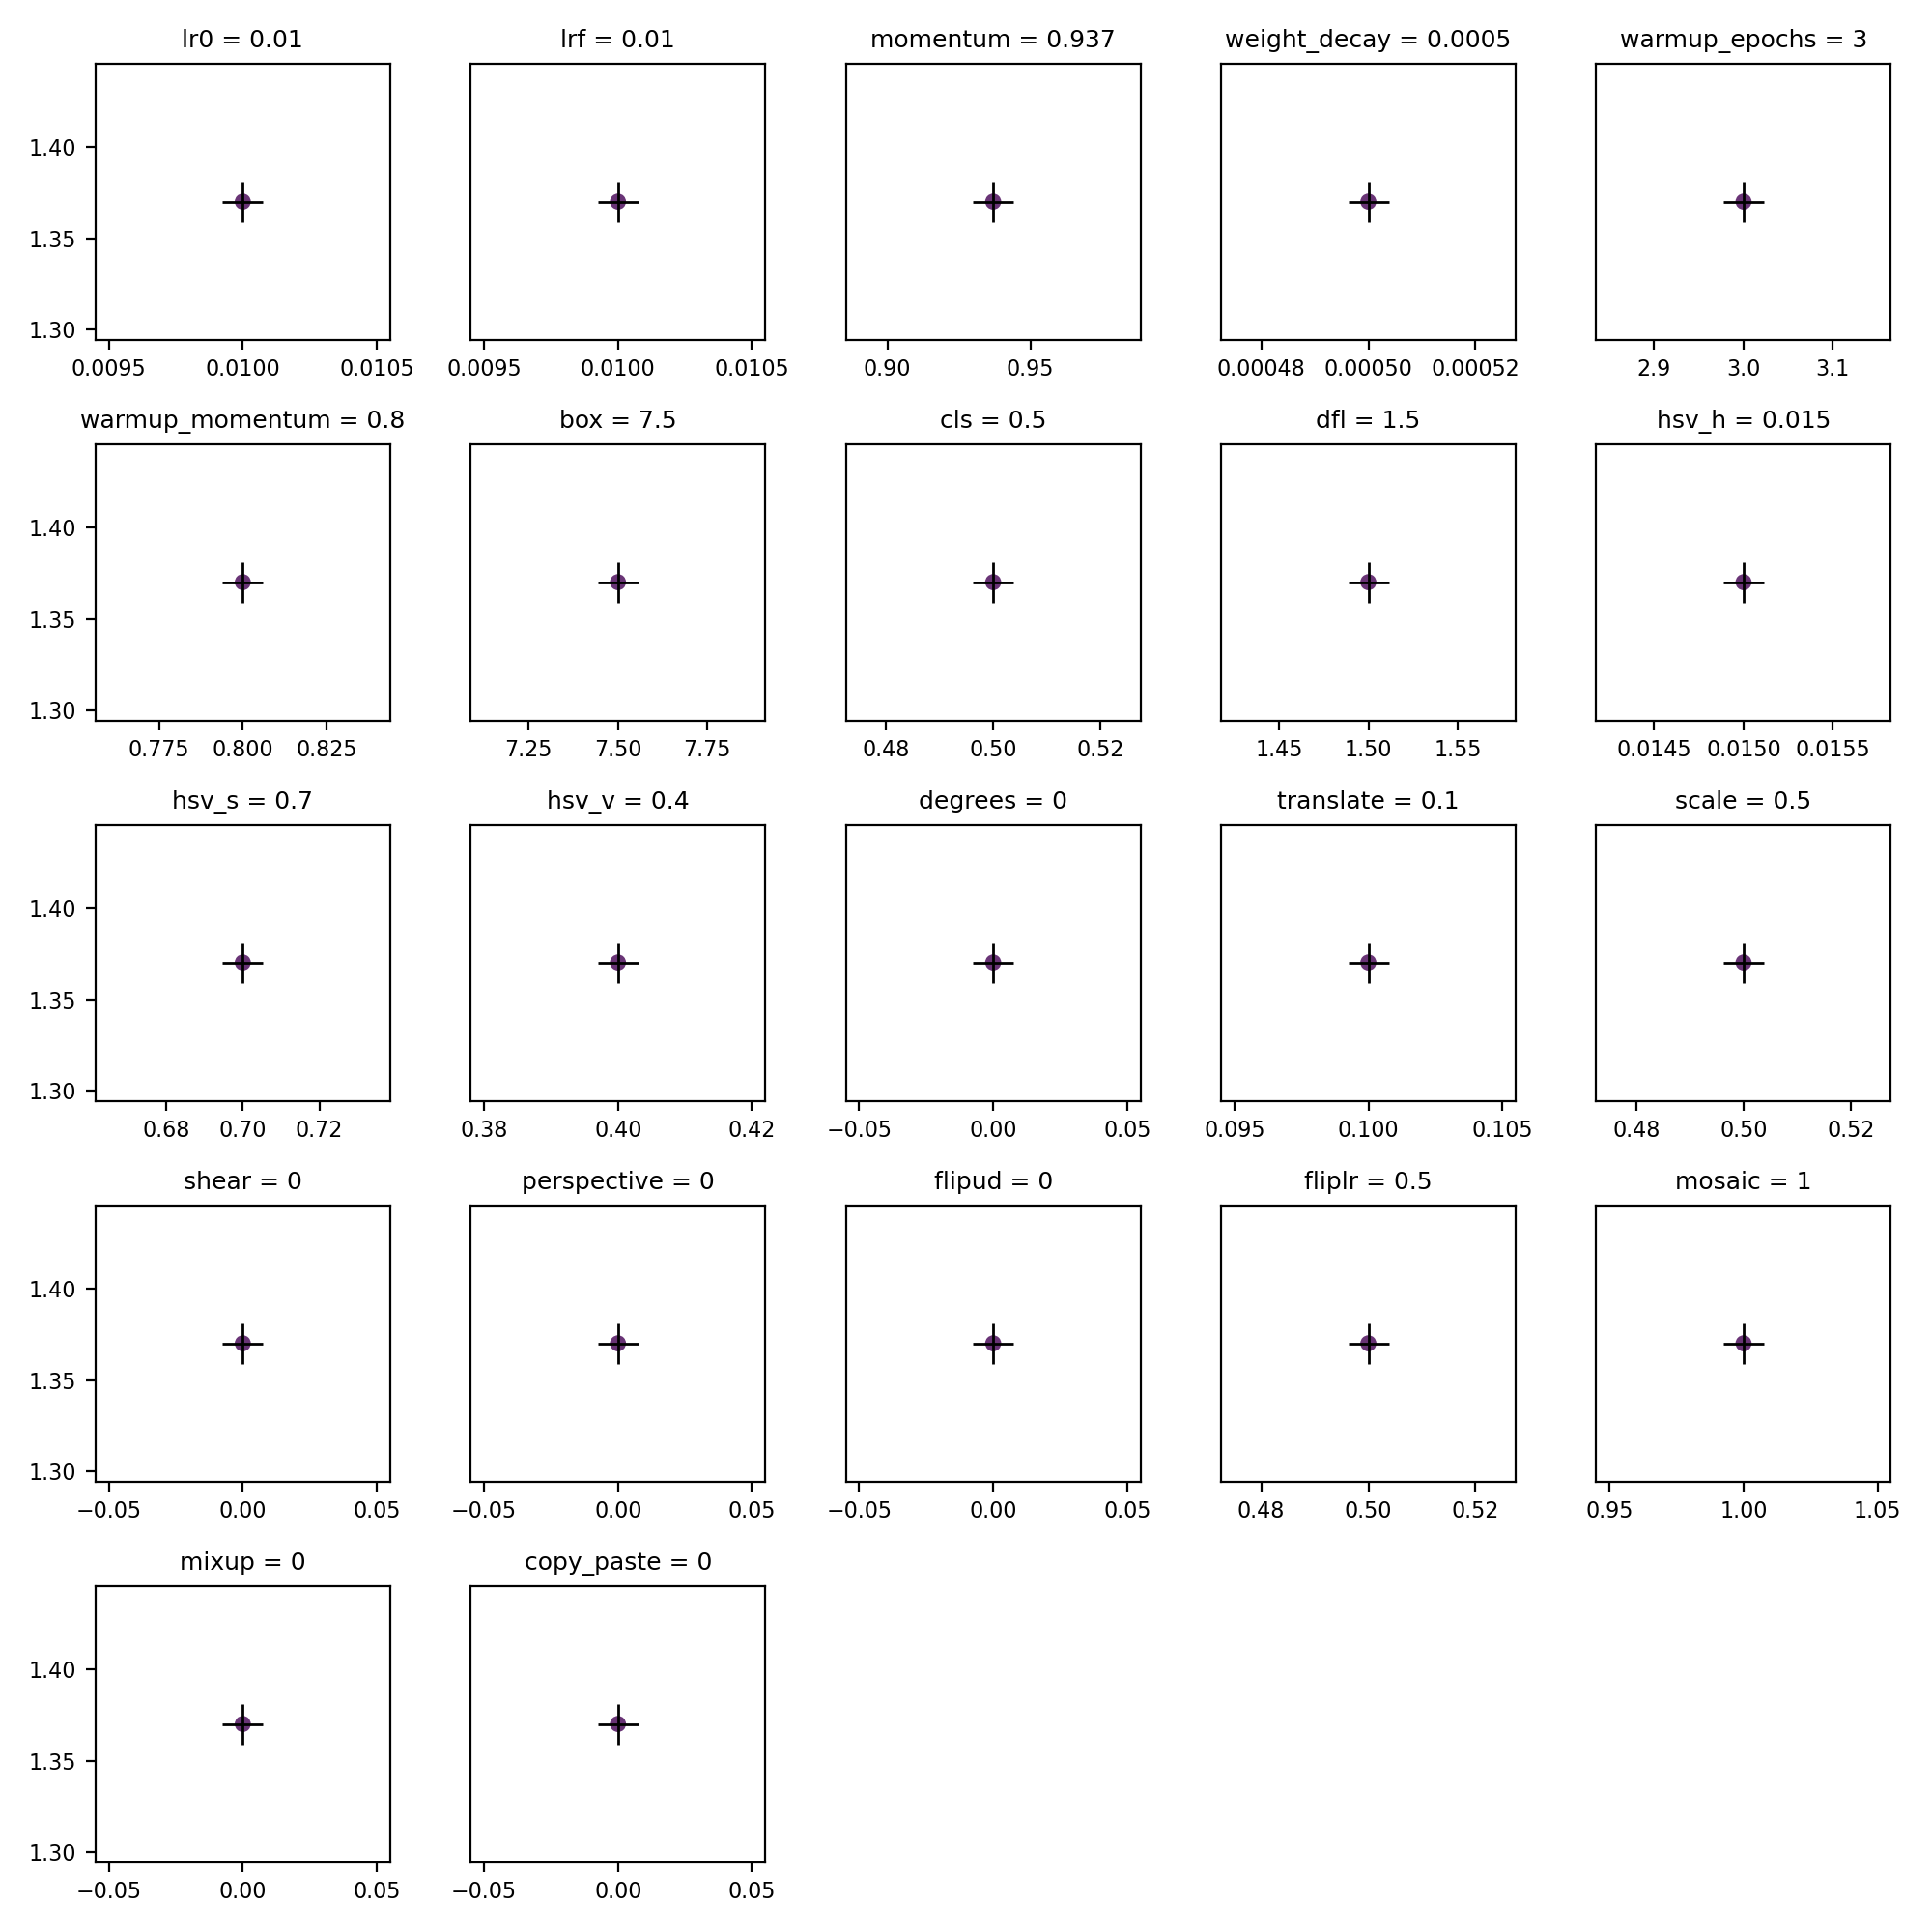 lr0 = 0.01 lrf = 0.01 momentum = 0.937 weight_decay = 0.0005 warmup_epochs = 3
1.40
1.35
1.30
0.0095 0.0100 0.0105 0.0095 0.0100 0.0105 0.90 0.95 0.00048 0.00050 0.00052 2.9 3.0 3.1
warmup_momentum = 0.8 box = 7.5 cls = 0.5 dfl = 1.5 hsv_h = 0.015
1.40
1.35
1.30
0.775 0.800 0.825 7.25 7.50 7.75 0.48 0.50 0.52 1.45 1.50 1.55 0.0145 0.0150 0.0155
hsv_s = 0.7 hsv_v = 0.4 degrees = 0 translate = 0.1 scale = 0.5
1.40
1.35
1.30
0.68 0.70 0.72 0.38 0.40 0.42 −0.05 0.00 0.05 0.095 0.100 0.105 0.48 0.50 0.52
shear = 0 perspective = 0 flipud = 0 fliplr = 0.5 mosaic = 1
1.40
1.35
1.30
−0.05 0.00 0.05 −0.05 0.00 0.05 −0.05 0.00 0.05 0.48 0.50 0.52 0.95 1.00 1.05
mixup = 0 copy_paste = 0
1.40
1.35
1.30
−0.05 0.00 0.05 −0.05 0.00 0.05